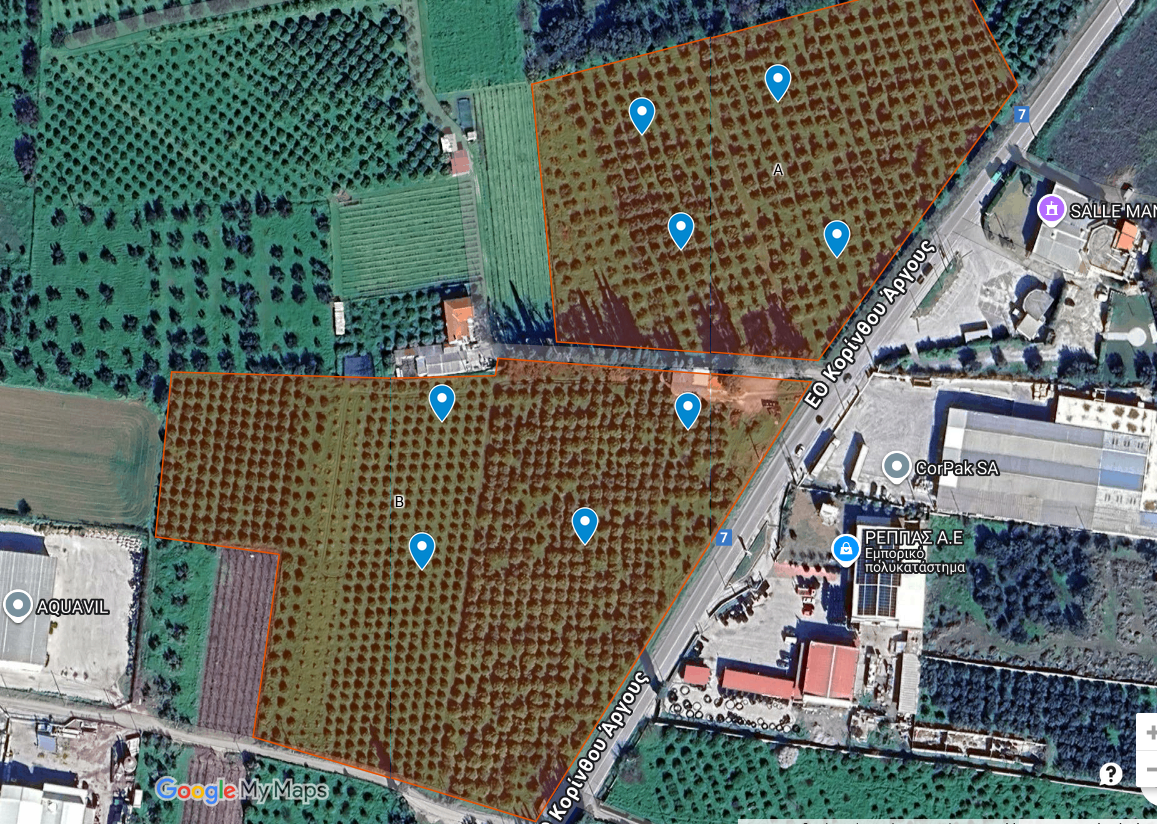 7
A
SALLE MAN
ΕΟ Κορίνθου Άργους
CorPak SA
B
7
ΡΕΠΠΑΣ Α.Ε
Εμπορικό
πολυκατάστημα
AQUAVIL
Κορίνθου Άργους
Google My Maps
?
+
−